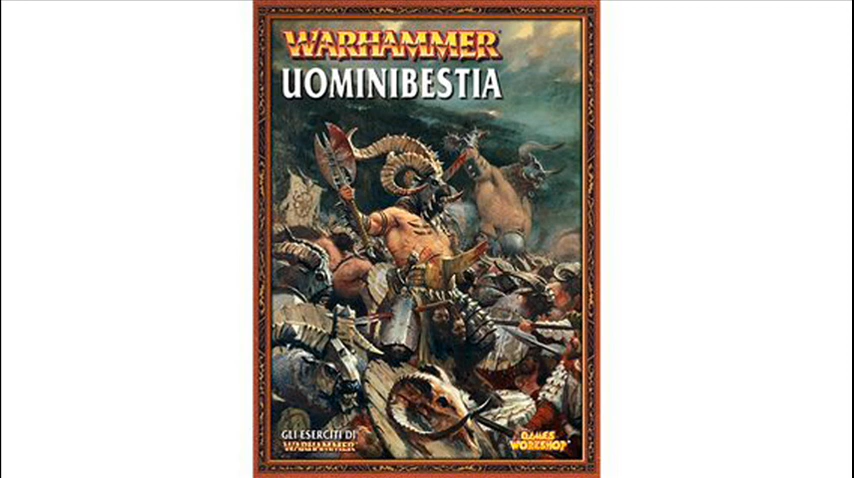 WARHAMMER
UOMINIBESTIA
GLI ESERCITI DI
WARHAMMER
GAMES
WORKSHOP